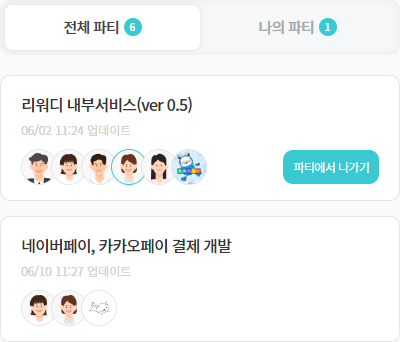 전체 파티 6
나의 파티 1
리워디 내부서비스(ver 0.5)
06/02 11:24 업데이트
파티에서 나가기
네이버페이, 카카오페이 결제 개발
06/10 11:27 업데이트